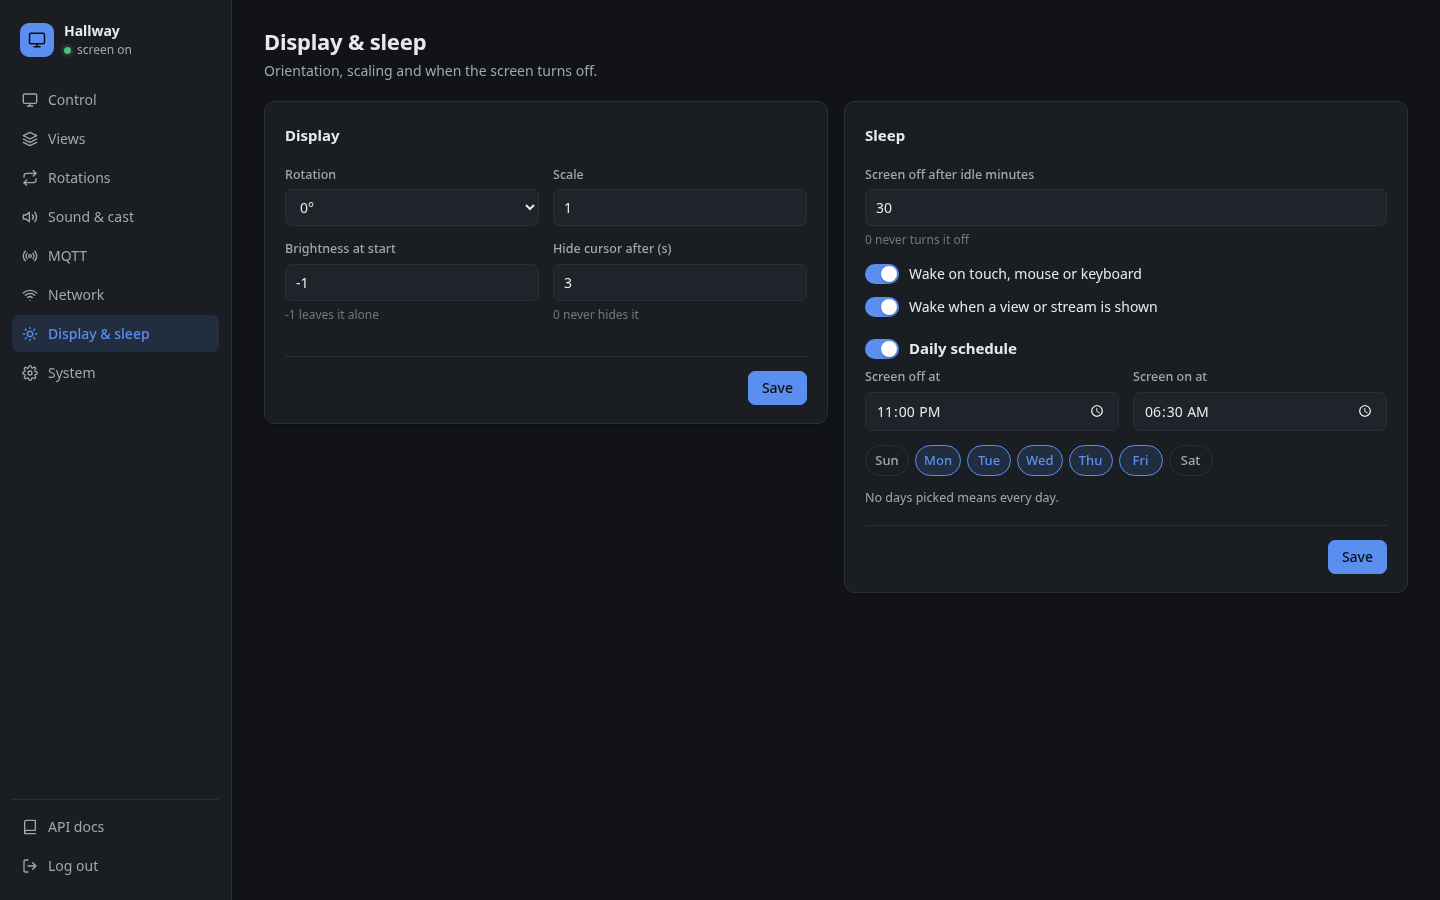 Hallway
screen on
Control
Views
Rotations
Sound & cast
MQTT
Network
Display & sleep
System
API docs
Log out
Display & sleep
Orientation, scaling and when the screen turns off.
Display
Rotation
Scale
0°
1
Brightness at start
Hide cursor after (s)
-1
3
-1 leaves it alone
0 never hides it
Save
Sleep
Screen off after idle minutes
30
0 never turns it off
Wake on touch, mouse or keyboard
Wake when a view or stream is shown
Daily schedule
Screen off at
Screen on at
11:00 PM
06:30 AM
Sun Mon Tue Wed Thu Fri Sat
No days picked means every day.
Save